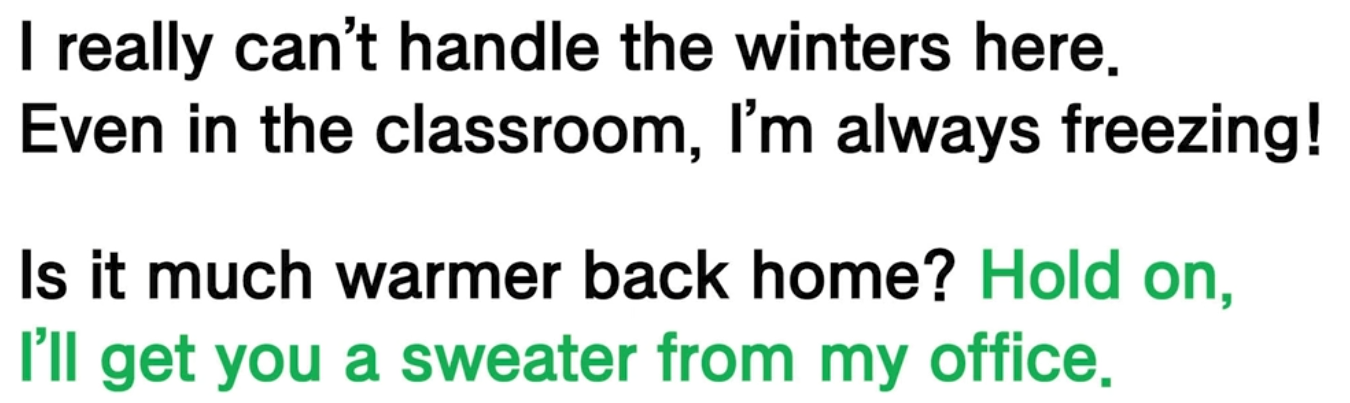 I really can’t handle the winters here.
Even in the classroom, I’m always freezing!
Is it much warmer back home? Hold on,
I’ll get you a sweater from my office.